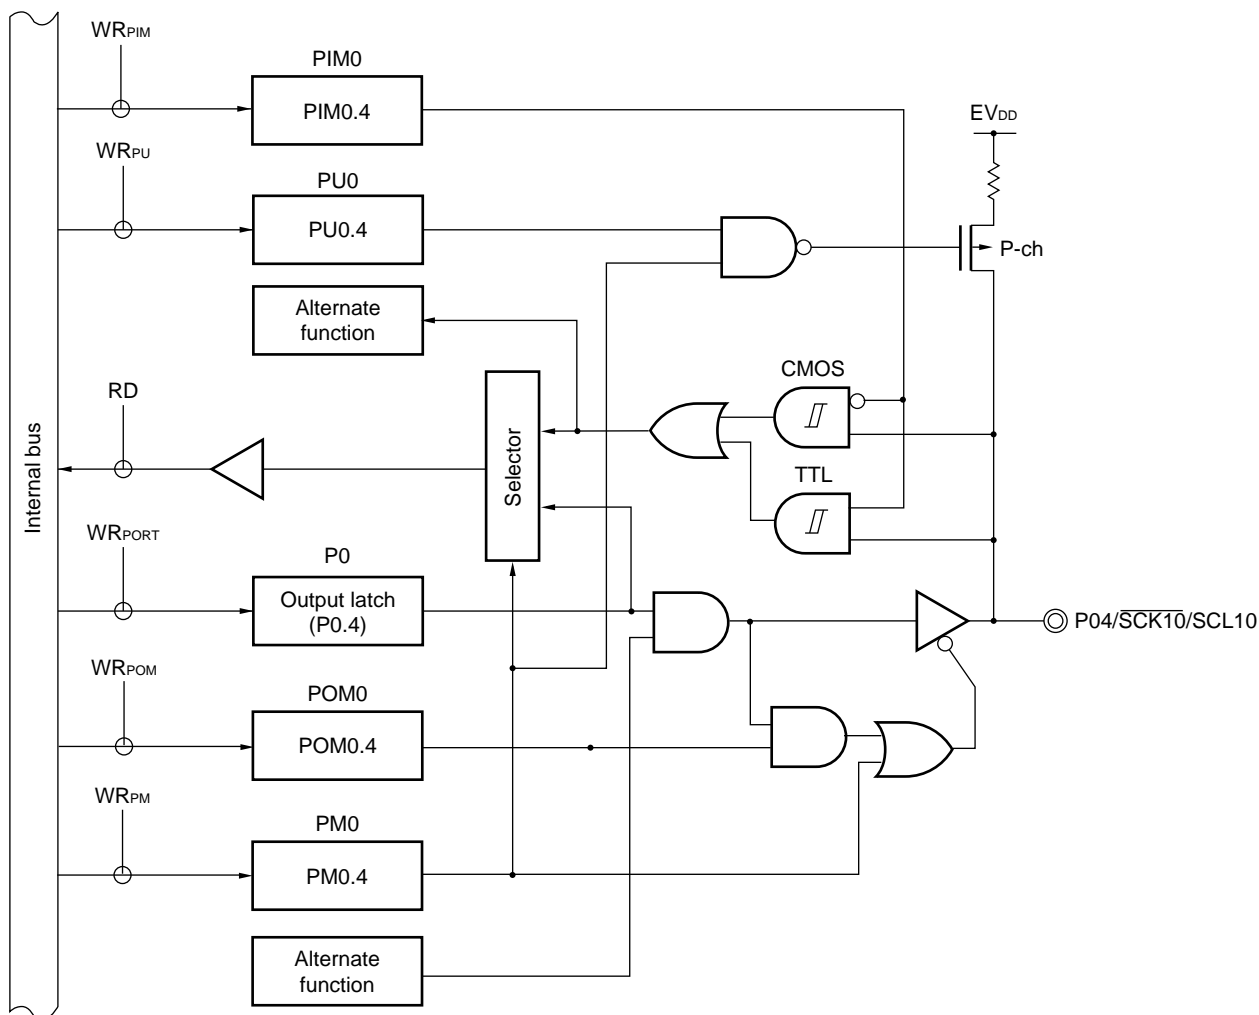 WRPIM
PIM0
PIM0.4
EVDD
WRPU
PU0
PU0.4
P-ch
Alternate
function
CMOS
RD
Selector
TTL
Internal bus
WRPORT
P0
Output latch
(P0.4)
P04/SCK10/SCL10
WRPOM
POM0
POM0.4
WRPM
PM0
PM0.4
Alternate
function